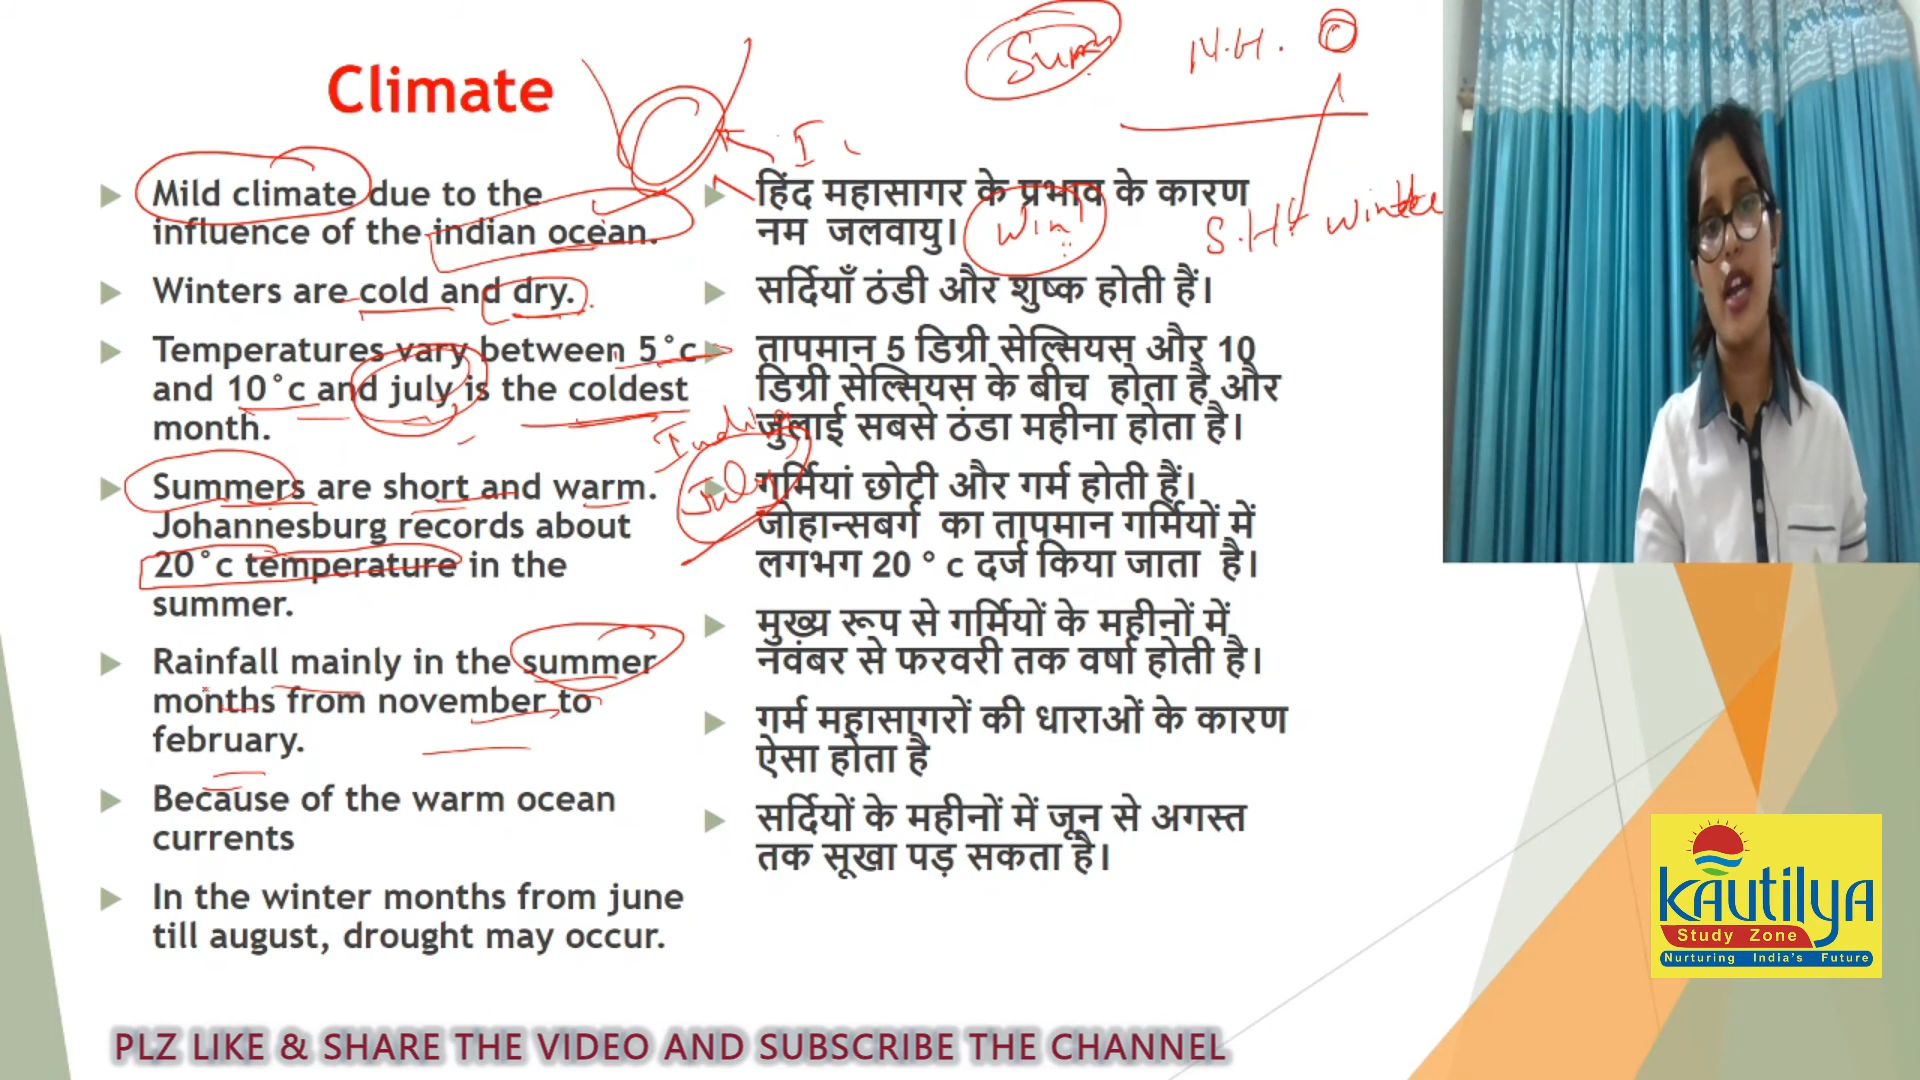 Climate
Mild climate due to the
influence of the indian ocean.
Winters are cold and dry.
Temperatures vary between 5°c
and 10°c and july is the coldest
month.
Summers are short and warm.
Johannesburg records about
20°c temperature in the
summer.
Rainfall mainly in the summer
months from november to
february.
Because of the warm ocean
currents
In the winter months from june
till august, drought may occur.
हिंद महासागर के प्रभाव के कारण
नम जलवायु।
सर्दियाँ ठंडी और शुष्क होती हैं।
तापमान 5 डिग्री सेल्सियस और 10
डिग्री सेल्सियस के बीच होता है और
जुलाई सबसे ठंडा महीना होता है।
गर्मियां छोटी और गर्म होती हैं।
जोहान्सबर्ग का तापमान गर्मियों में
लगभग 20 ° c दर्ज किया जाता है।
मुख्य रूप से गर्मियों के महीनों में
नवंबर से फरवरी तक वर्षा होती है।
गर्म महासागरों की धाराओं के कारण
ऐसा होता है
सर्दियों के महीनों में जून से अगस्त
तक सूखा पड़ सकता है।
N.H.
S.H.
Win
India
July
Kautilya
Study Zone
Nurturing India's Future
PLZ LIKE & SHARE THE VIDEO AND SUBSCRIBE THE CHANNEL